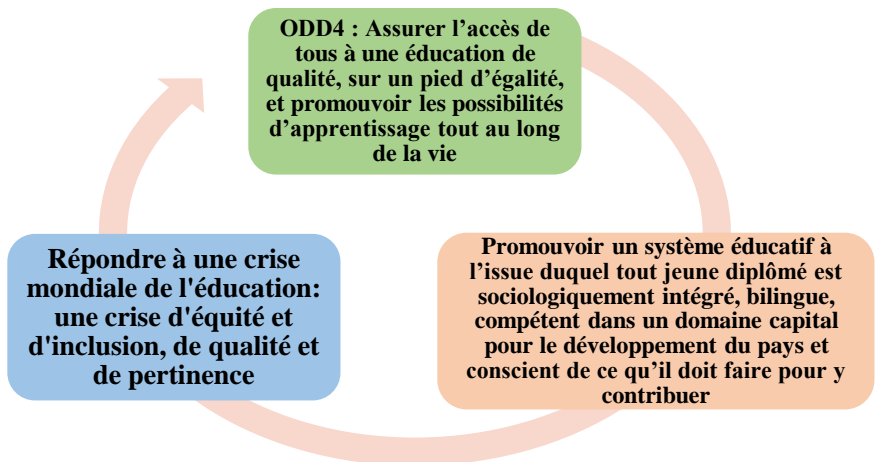 ODD4 : Assurer l’accès de
tous à une éducation de
qualité, sur un pied d’égalité,
et promouvoir les possibilités
d’apprentissage tout au long
de la vie
Promouvoir un système éducatif à
l’issue duquel tout jeune diplômé est
sociologiquement intégré, bilingue,
compétent dans un domaine capital
pour le développement du pays et
conscient de ce qu’il doit faire pour y
contribuer
Répondre à une crise
mondiale de l'éducation:
une crise d'équité et
d'inclusion, de qualité et
de pertinence